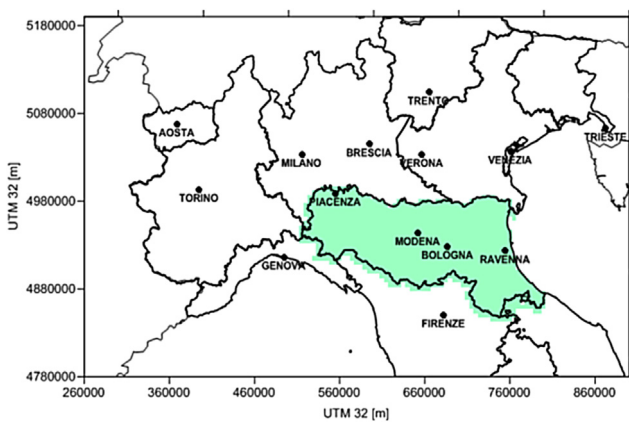 5180000
5080000
4980000
4880000
4780000
UTM 32 [m]
TRENTO
AOSTA
TRIESTE
BRESCIA
MILANO
VERONA
VENEZIA
TORINO
PIACENZA
MODENA
BOLOGNA
RAVENNA
GENOVA
FIRENZE
260000 360000 460000 560000 660000 760000 860000
UTM 32 [m]